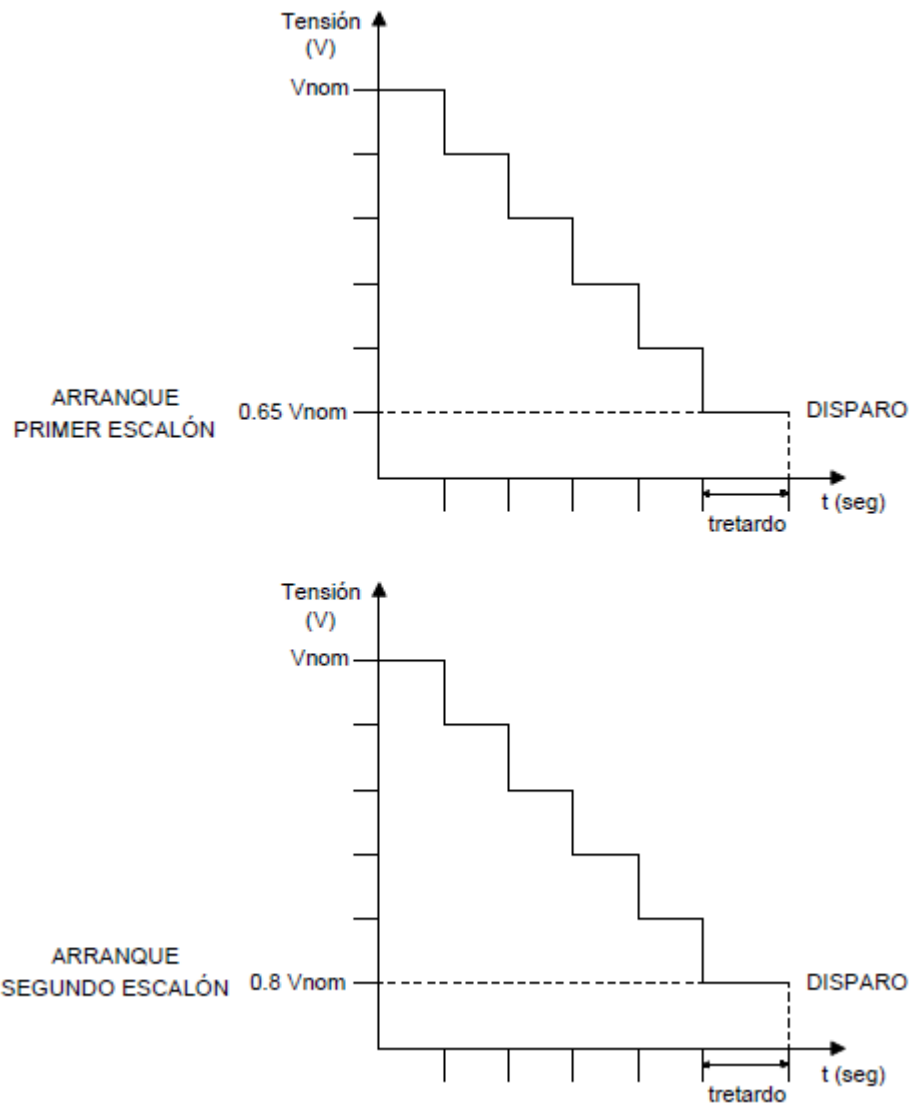 Tensión
(V)
Vnom
ARRANQUE
PRIMER ESCALÓN
0.65 Vnom
DISPARO
t (seg)
tretardo
Tensión
(V)
Vnom
ARRANQUE
SEGUNDO ESCALÓN
0.8 Vnom
DISPARO
t (seg)
tretardo